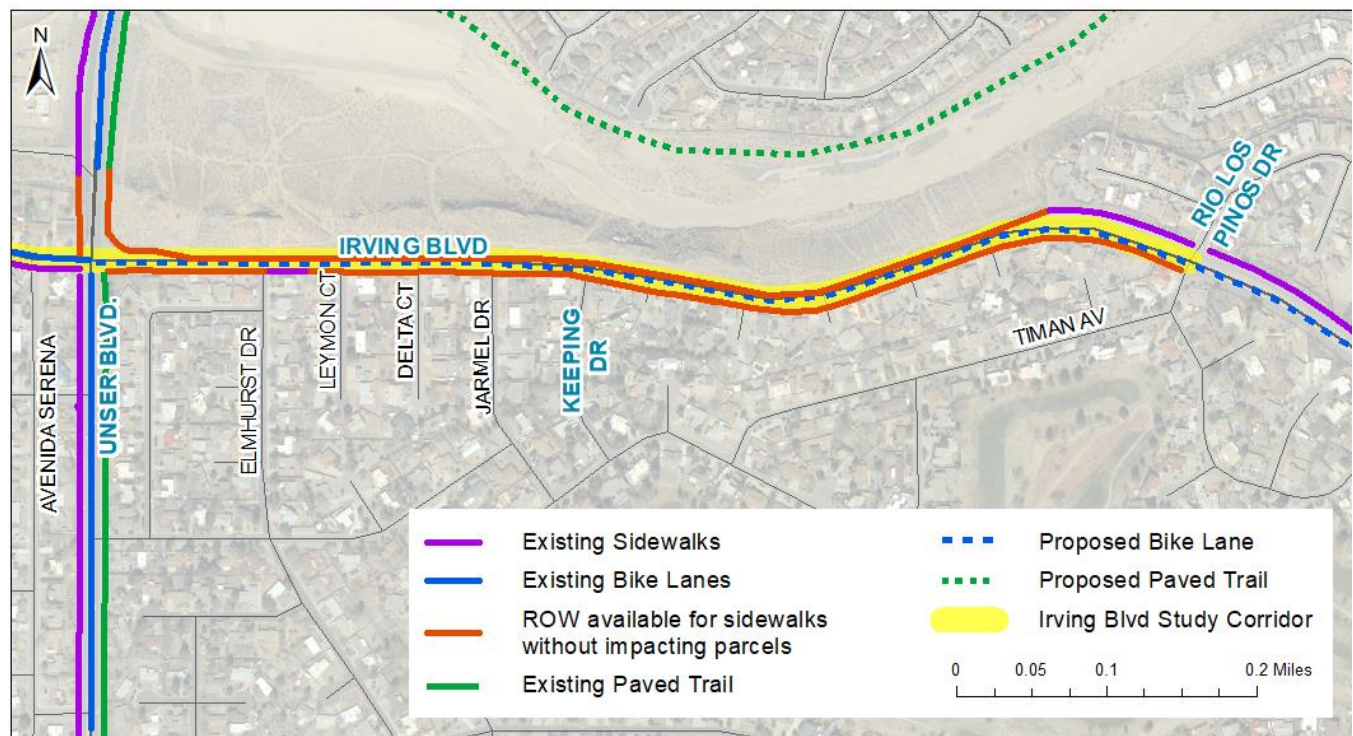 N
IRVING BLVD
RIO LOS
PINOS DR
AVENIDA SERENA
UNSER BLVD.
ELMHURST DR
LEYMON CT
DELTA CT
JARMEL DR
KEEPING
DR
TIMAN AV
Existing Sidewalks
Existing Bike Lanes
ROW available for sidewalks
without impacting parcels
Existing Paved Trail
Proposed Bike Lane
Proposed Paved Trail
Irving Blvd Study Corridor
0 0.05 0.1 0.2 Miles